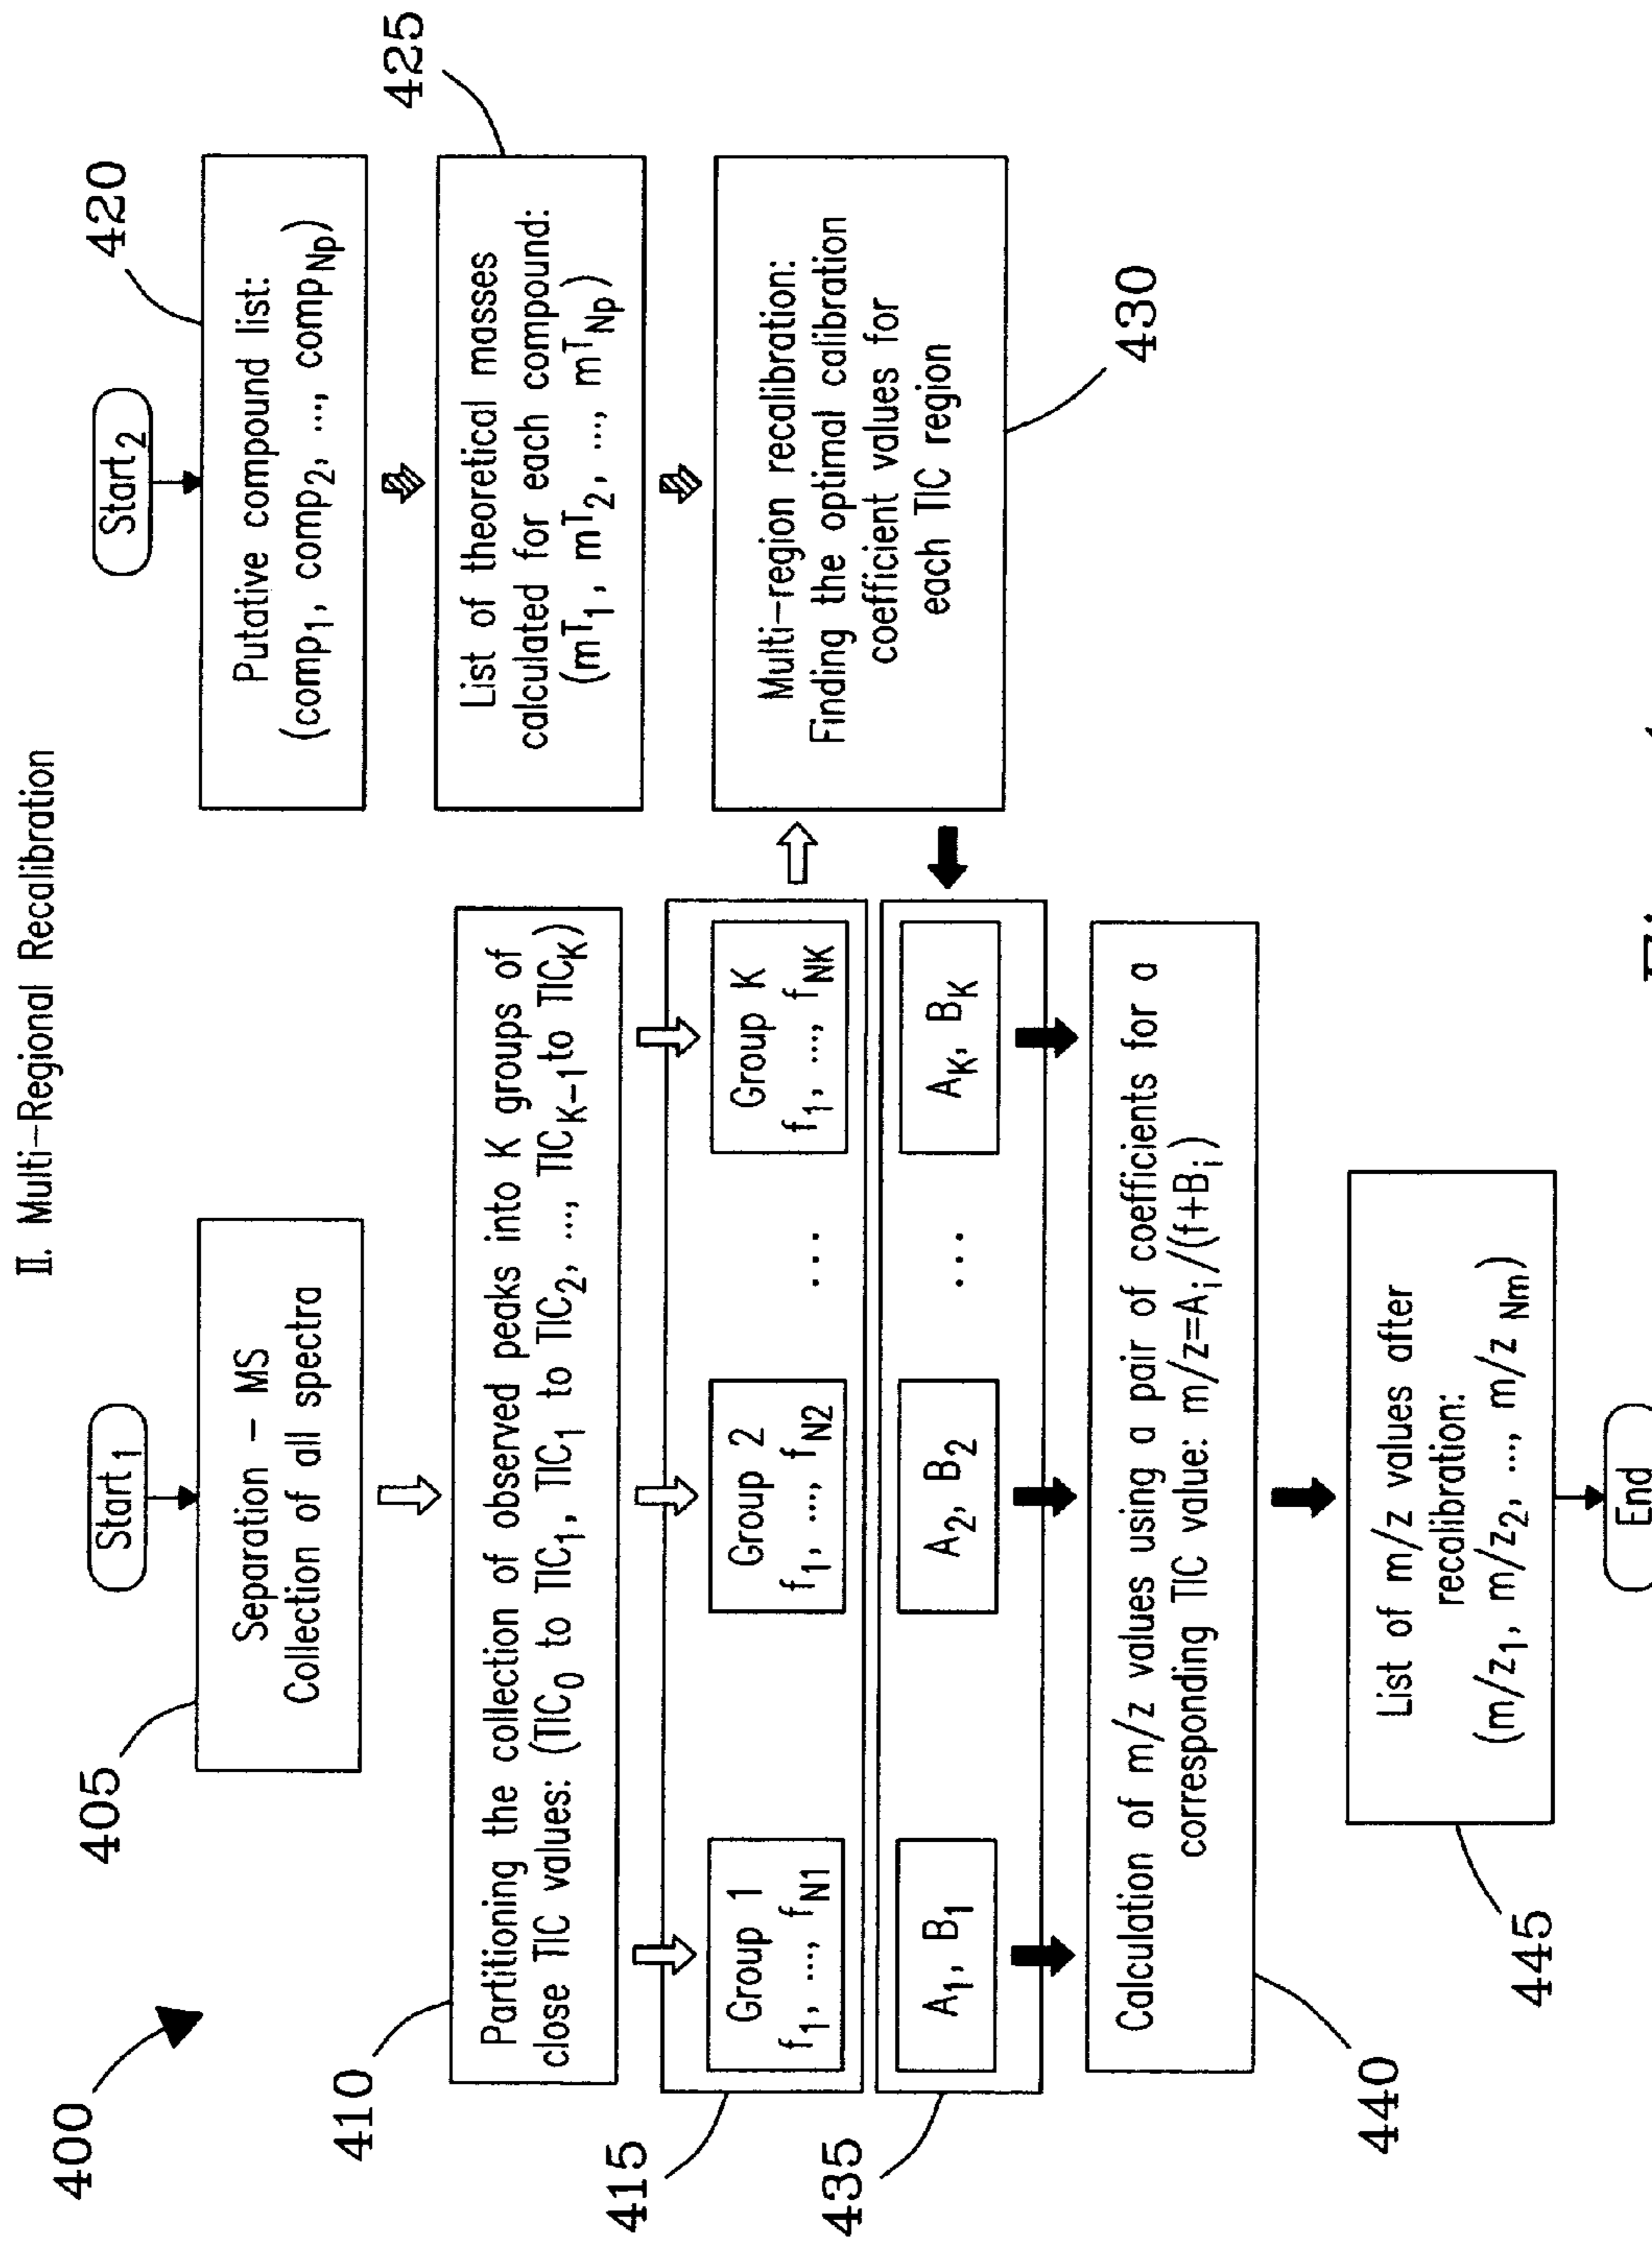 II. Multi-Regional Recalibration
400
Start1
405
Separation - MS
Collection of all spectra
410
Partitioning the collection of observed peaks into K groups of
close TIC values: (TIC0 to TIC1, TIC1 to TIC2, ..., TICK-1 to TICK)
415
Group 1
f1, ..., fN1
Group 2
f1, ..., fN2
...
Group K
f1, ..., fNK
435
A1, B1
A2, B2
...
AK, BK
Calculation of m/z values using a pair of coefficients for a
corresponding TIC value: m/z=Ai/(f+Bi)
440
List of m/z values after
recalibration:
(m/z1, m/z2, ..., m/z Nm)
445
End
Start2
420
Putative compound list:
(comp1, comp2, ..., compNp)
425
List of theoretical masses
calculated for each compound:
(mT1, mT2, ..., mTNp)
Multi-region recalibration:
Finding the optimal calibration
coefficient values for
each TIC region
430